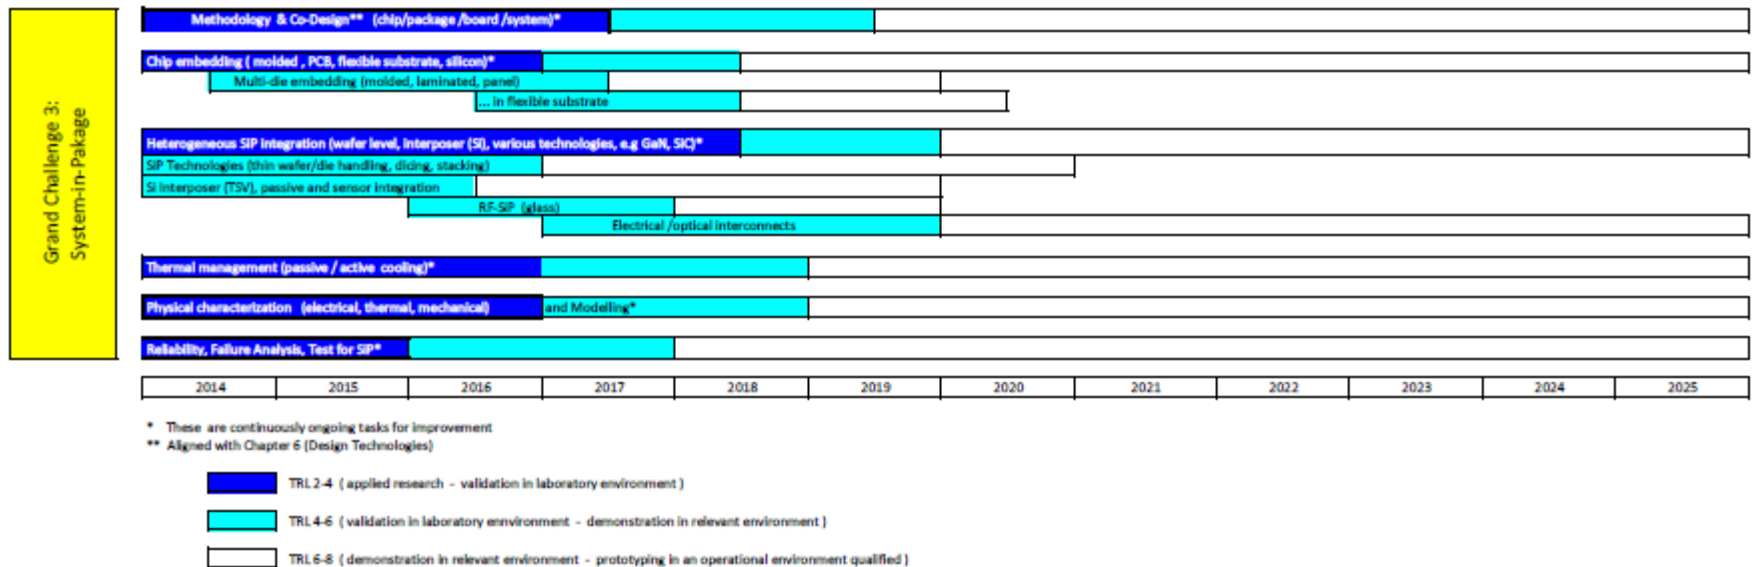 Grand Challenge 3:
System-in-Pakage
Methodology & Co-Design** (chip/package /board /system)*
Chip embedding ( molded , PCB, flexible substrate, silicon)*
Multi-die embedding (molded, laminated, panel)
... in flexible substrate
Heterogeneous SiP Integration (wafer level, interposer (SI), various technologies, e.g GaN, SIC)*
SiP Technologies (thin wafer/die handling, dicing, stacking)
SI Interposer (TSV), passive and sensor integration
RF-SiP (glass)
Electrical /optical interconnects
Thermal management (passive / active cooling)*
Physical characterization (electrical, thermal, mechanical) and Modelling*
Reliability, Failure Analysis, Test for SiP*
2014 2015 2016 2017 2018 2019 2020 2021 2022 2023 2024 2025
* These are continuously ongoing tasks for improvement
** Aligned with Chapter 6 (Design Technologies)
TRL 2-4 ( applied research - validation in laboratory environment )
TRL 4-6 ( validation in laboratory ennvironment - demonstration in relevant environment )
TRL 6-8 ( demonstration in relevant environment - prototyping in an operational environment qualified )